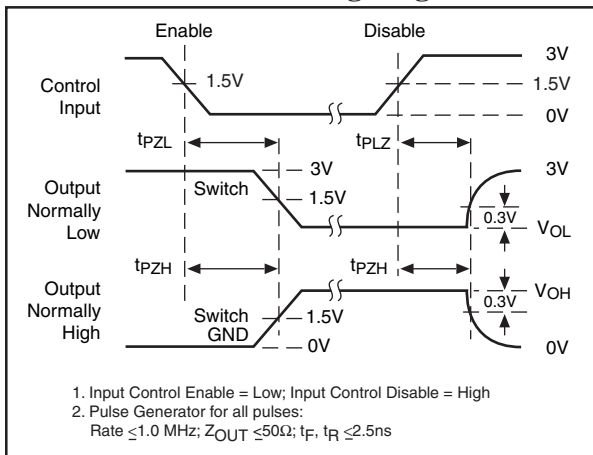 Enable
Disable
Control
Input
1.5V
3V
1.5V
0V
tPZL
tPLZ
Output
Normally
Low
Switch
3V
1.5V
3V
0.3V
VOL
tPZH
tPZH
Output
Normally
High
Switch
GND
1.5V
0V
VOH
0.3V
0V
1. Input Control Enable = Low; Input Control Disable = High
2. Pulse Generator for all pulses:
Rate ≤1.0 MHz; ZOUT ≤50Ω; tF, tR ≤2.5ns